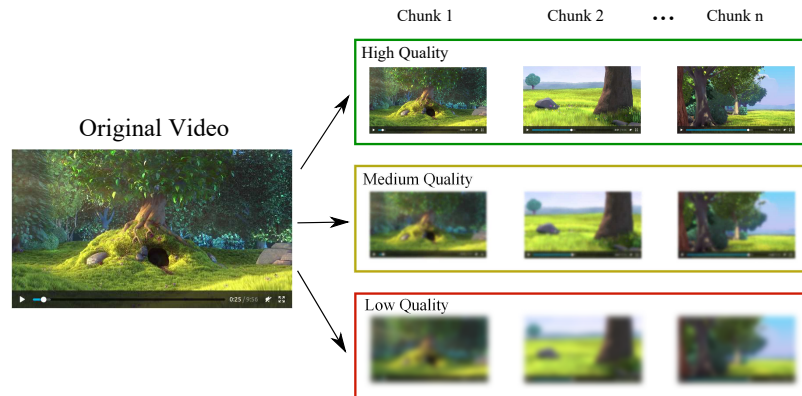 Chunk 1 Chunk 2 ... Chunk n
High Quality
Original Video
Medium Quality
0:25 / 9:56
Low Quality